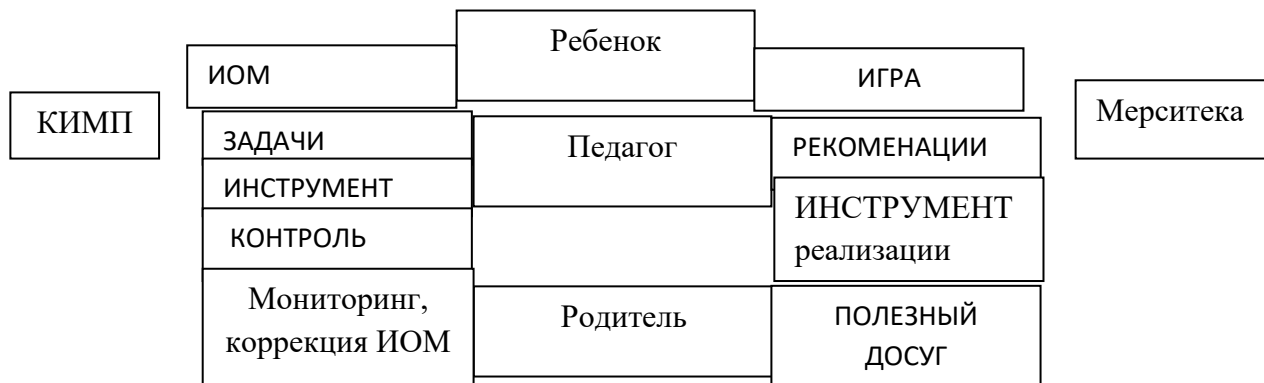 Ребенок
ИОМ
ИГРА
КИМП
Мерситека
ЗАДАЧИ
Педагог
РЕКОМЕНАЦИИ
ИНСТРУМЕНТ
ИНСТРУМЕНТ
реализации
КОНТРОЛЬ
Мониторинг,
коррекция ИОМ
Родитель
ПОЛЕЗНЫЙ
ДОСУГ